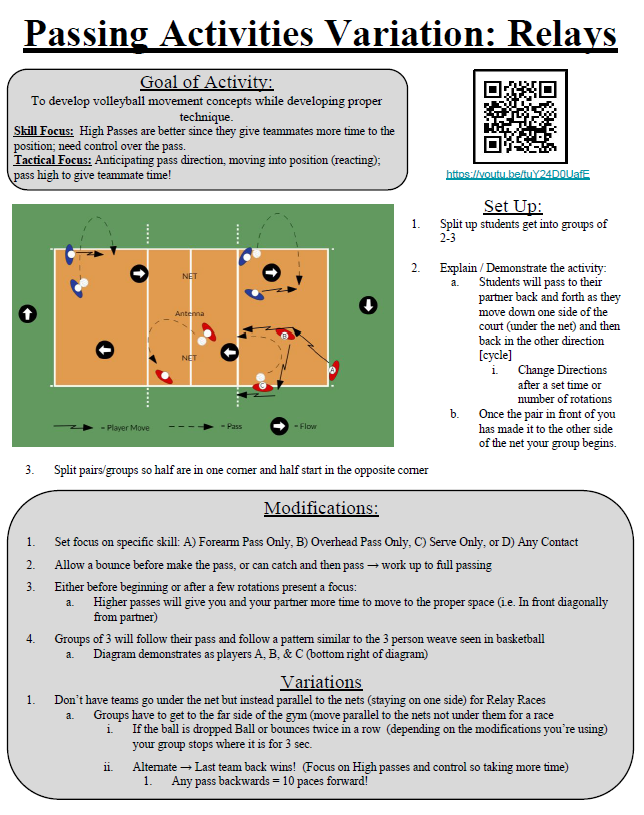 Passing Activities Variation: Relays
Goal of Activity:
To develop volleyball movement concepts while developing proper
technique.
Skill Focus: High Passes are better since they give teammates more time to the
position; need control over the pass.
Tactical Focus: Anticipating pass direction, moving into position (reacting);
pass high to give teammate time!
https://youtu.be/tuY24D0UafE
Set Up:
1. Split up students get into groups of
2-3
2. Explain / Demonstrate the activity:
a. Students will pass to their
partner back and forth as they
move down one side of the
court (under the net) and then
back in the other direction
[cycle]
i. Change Directions
after a set time or
number of rotations
b. Once the pair in front of you
has made it to the other side
of the net your group begins.
NET
Antenna
NET
B
A
C
= Player Move
= Pass
= Flow
3. Split pairs/groups so half are in one corner and half start in the opposite corner
Modifications:
1. Set focus on specific skill: A) Forearm Pass Only, B) Overhead Pass Only, C) Serve Only, or D) Any Contact
2. Allow a bounce before make the pass, or can catch and then pass → work up to full passing
3. Either before beginning or after a few rotations present a focus:
a. Higher passes will give you and your partner more time to move to the proper space (i.e. In front diagonally
from partner)
4. Groups of 3 will follow their pass and follow a pattern similar to the 3 person weave seen in basketball
a. Diagram demonstrates as players A, B, & C (bottom right of diagram)
Variations
1. Don't have teams go under the net but instead parallel to the nets (staying on one side) for Relay Races
a. Groups have to get to the far side of the gym (move parallel to the nets not under them for a race
i. If the ball is dropped Ball or bounces twice in a row (depending on the modifications you're using)
your group stops where it is for 3 sec.
ii. Alternate → Last team back wins! (Focus on High passes and control so taking more time)
1. Any pass backwards = 10 paces forward!